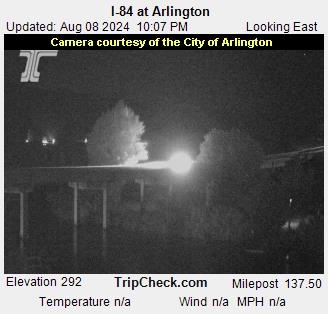 I-84 at Arlington
Updated: Aug 08 2024 10:07 PM Looking East
Camera courtesy of the City of Arlington
Elevation 292 TripCheck.com Milepost 137.50
Temperature n/a Wind n/a MPH n/a